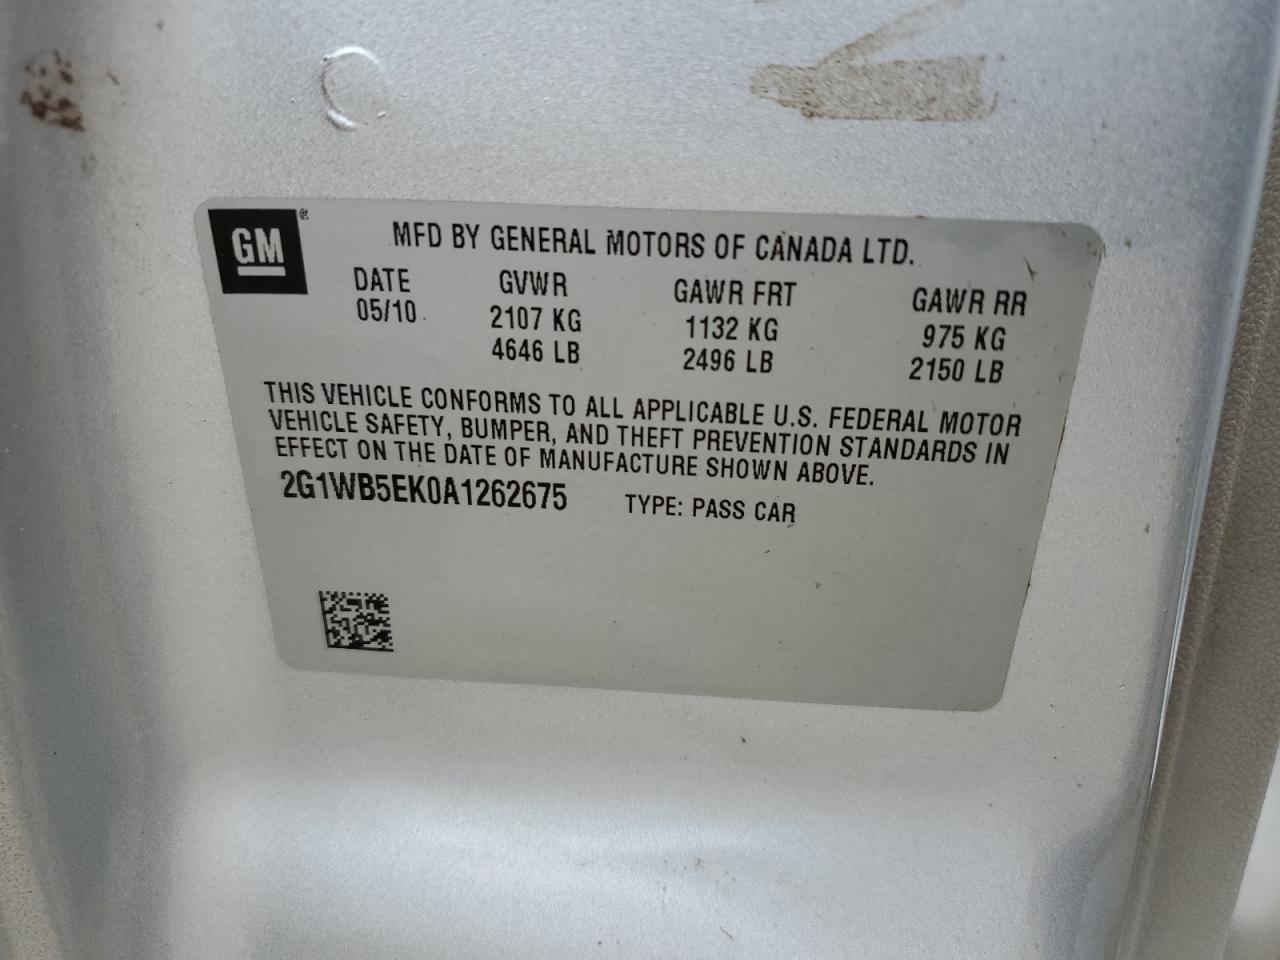 GM ®
MFD BY GENERAL MOTORS OF CANADA LTD.
DATE GVWR GAWR FRT GAWR RR
05/10 2107 KG 1132 KG 975 KG
4646 LB 2496 LB 2150 LB
THIS VEHICLE CONFORMS TO ALL APPLICABLE U.S. FEDERAL MOTOR
VEHICLE SAFETY, BUMPER, AND THEFT PREVENTION STANDARDS IN
EFFECT ON THE DATE OF MANUFACTURE SHOWN ABOVE.
2G1WB5EK0A1262675 TYPE: PASS CAR